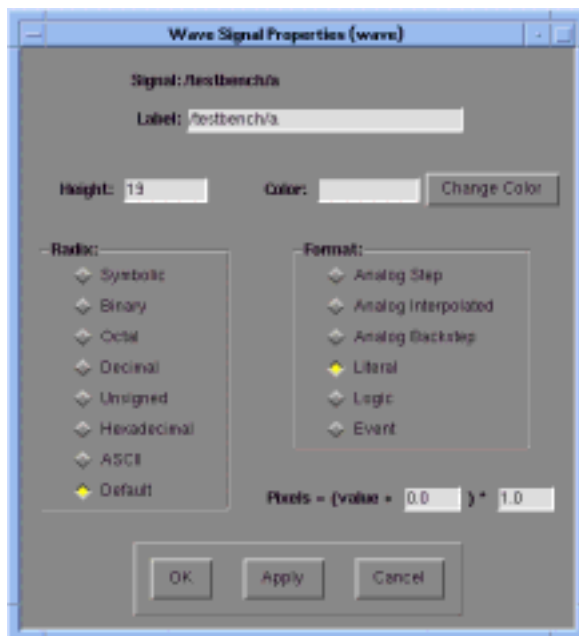 Wave Signal Properties (wave)
Signal: /testbench/a
Label: /testbench/a
Height: 19 Color: Change Color
Radix: Format:
Symbolic Analog Step
Binary Analog Interpolated
Octal Analog Backstep
Decimal Literal
Unsigned Logic
Hexadecimal Event
ASCII
Default
Pixels = (value + 0.0 ) * 1.0
OK Apply Cancel